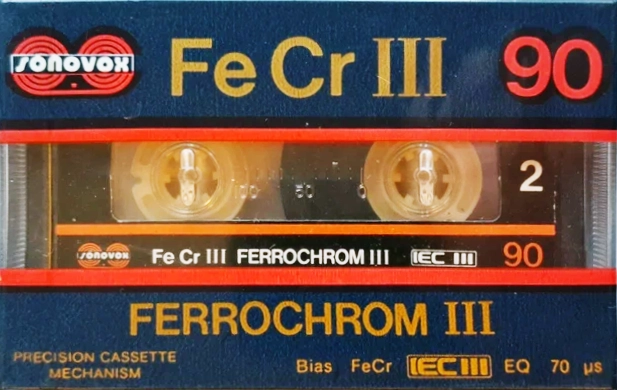 SONOVOX Fe Cr III 90
2
SONOVOX Fe Cr III FERROCHROM III IEC III 90
FERROCHROM III
PRECISION CASSETTE
MECHANISM
Bias FeCr IEC III EQ 70 μs